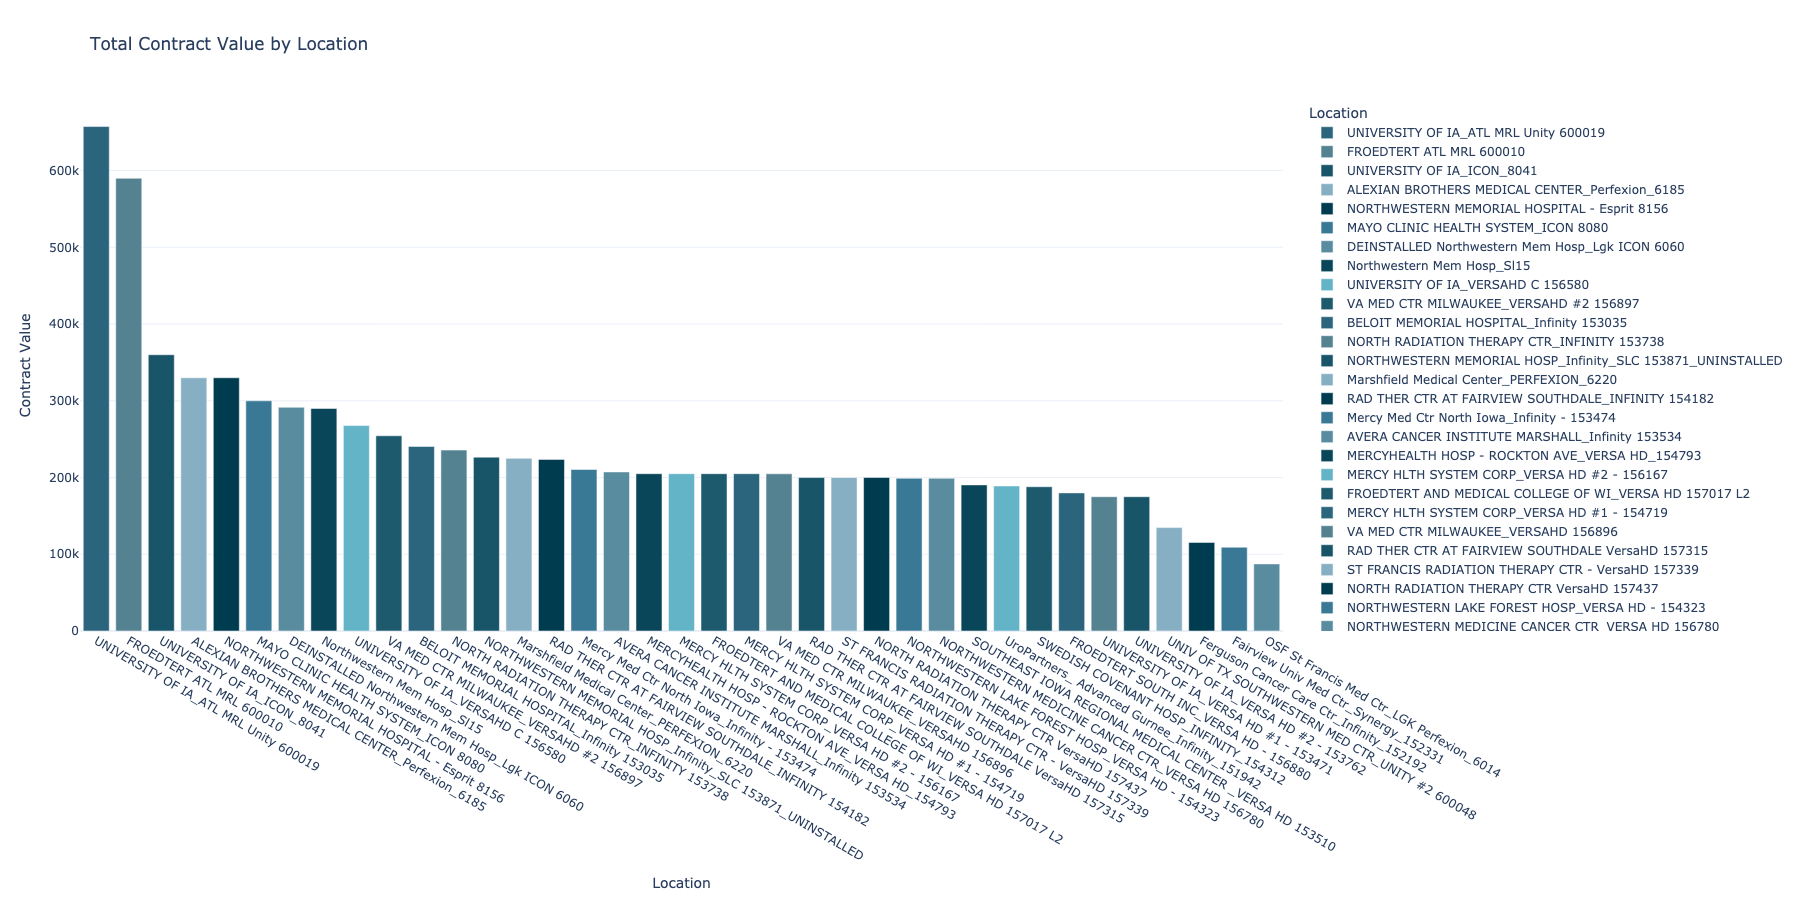 Total Contract Value by Location
Contract Value
600k
500k
400k
300k
200k
100k
0
UNIVERSITY OF IA_ATL MRL Unity 600019
FROEDTERT ATL MRL 600010
UNIVERSITY OF IA_ICON_8041
ALEXIAN BROTHERS MEDICAL CENTER_Perfexion_6185
NORTHWESTERN MEMORIAL HOSPITAL - Esprit 8156
MAYO CLINIC HEALTH SYSTEM_ICON 8080
DEINSTALLED Northwestern Mem Hosp_Lgk ICON 6060
Northwestern Mem Hosp_Sl15
UNIVERSITY OF IA_VERSAHD C 156580
VA MED CTR MILWAUKEE_VERSAHD #2 156897
BELOIT MEMORIAL HOSPITAL_Infinity 153035
NORTH RADIATION THERAPY CTR_INFINITY 153738
NORTHWESTERN MEMORIAL HOSP_Infinity_SLC 153871_UNINSTALLED
Marshfield Medical Center_PERFEXION_6220
RAD THER CTR AT FAIRVIEW SOUTHDALE_INFINITY 154182
Mercy Med Ctr North Iowa_Infinity - 153474
AVERA CANCER INSTITUTE MARSHALL_Infinity 153534
MERCYHEALTH HOSP - ROCKTON AVE_VERSA HD_154793
MERCY HLTH SYSTEM CORP_VERSA HD #2 - 156167
FROEDTERT AND MEDICAL COLLEGE OF WI_VERSA HD 157017 L2
MERCY HLTH SYSTEM CORP_VERSA HD #1 - 154719
VA MED CTR MILWAUKEE_VERSAHD 156896
RAD THER CTR AT FAIRVIEW SOUTHDALE VersaHD 157315
ST FRANCIS RADIATION THERAPY CTR - VersaHD 157339
NORTH RADIATION THERAPY CTR VersaHD 157437
NORTHWESTERN LAKE FOREST HOSP_VERSA HD - 154323
NORTHWESTERN MEDICINE CANCER CTR_VERSA HD 156780
SOUTHEAST IOWA REGIONAL MEDICAL CENTER_VERSA HD 153510
UroPartners_ Advanced Gurnee_Infinity_151942
SWEDISH COVENANT HOSP_INFINITY 154312
FROEDTERT SOUTH INC_VERSA HD - 156880
UNIVERSITY OF IA_VERSA HD #1 - 153471
UNIVERSITY OF IA_VERSA HD #2 - 153762
UNIV OF TX SOUTHWESTERN MED CTR_UNITY #2 600048
Ferguson Cancer Care Ctr_Infinity_152192
Fairview Univ Med Ctr_Synergy_152331
OSF St Francis Med Ctr_LGK Perfexion_6014
Location
Location
UNIVERSITY OF IA_ATL MRL Unity 600019
FROEDTERT ATL MRL 600010
UNIVERSITY OF IA_ICON_8041
ALEXIAN BROTHERS MEDICAL CENTER_Perfexion_6185
NORTHWESTERN MEMORIAL HOSPITAL - Esprit 8156
MAYO CLINIC HEALTH SYSTEM_ICON 8080
DEINSTALLED Northwestern Mem Hosp_Lgk ICON 6060
Northwestern Mem Hosp_Sl15
UNIVERSITY OF IA_VERSAHD C 156580
VA MED CTR MILWAUKEE_VERSAHD #2 156897
BELOIT MEMORIAL HOSPITAL_Infinity 153035
NORTH RADIATION THERAPY CTR_INFINITY 153738
NORTHWESTERN MEMORIAL HOSP_Infinity_SLC 153871_UNINSTALLED
Marshfield Medical Center_PERFEXION_6220
RAD THER CTR AT FAIRVIEW SOUTHDALE_INFINITY 154182
Mercy Med Ctr North Iowa_Infinity - 153474
AVERA CANCER INSTITUTE MARSHALL_Infinity 153534
MERCYHEALTH HOSP - ROCKTON AVE_VERSA HD_154793
MERCY HLTH SYSTEM CORP_VERSA HD #2 - 156167
FROEDTERT AND MEDICAL COLLEGE OF WI_VERSA HD 157017 L2
MERCY HLTH SYSTEM CORP_VERSA HD #1 - 154719
VA MED CTR MILWAUKEE_VERSAHD 156896
RAD THER CTR AT FAIRVIEW SOUTHDALE VersaHD 157315
ST FRANCIS RADIATION THERAPY CTR - VersaHD 157339
NORTH RADIATION THERAPY CTR VersaHD 157437
NORTHWESTERN LAKE FOREST HOSP_VERSA HD - 154323
NORTHWESTERN MEDICINE CANCER CTR VERSA HD 156780